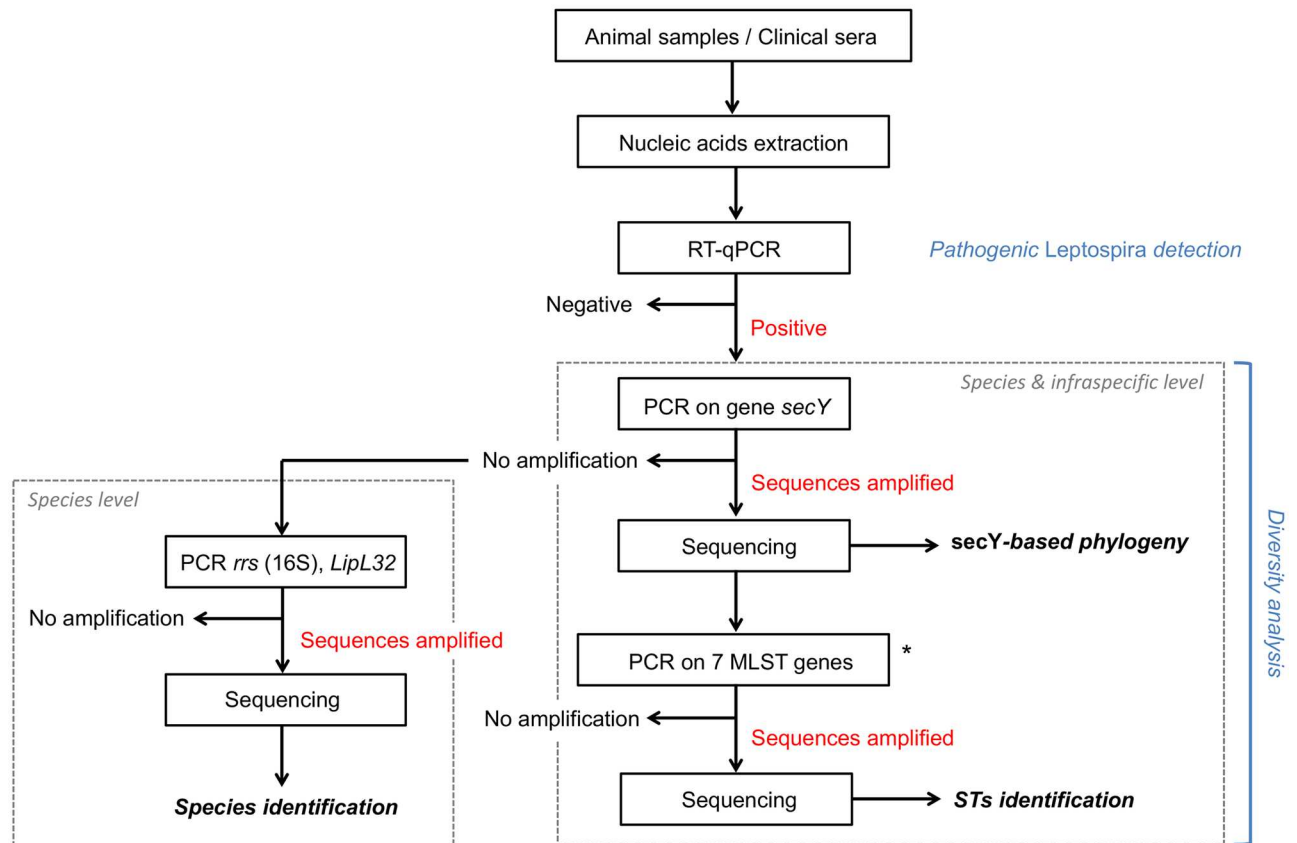 Animal samples / Clinical sera
Nucleic acids extraction
RT-qPCR
Pathogenic Leptospira detection
Negative
Positive
Species & infraspecific level
PCR on gene secY
No amplification
Sequences amplified
Species level
Sequencing
secY-based phylogeny
PCR rrs (16S), LipL32
No amplification
Sequences amplified
PCR on 7 MLST genes
*
Sequencing
No amplification
Sequences amplified
Species identification
Sequencing
STs identification
Diversity analysis